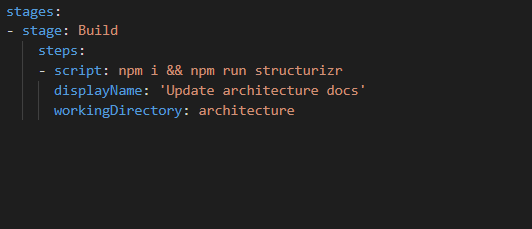 stages:
- stage: Build
steps:
- script: npm i && npm run structurizr
displayName: 'Update architecture docs'
workingDirectory: architecture